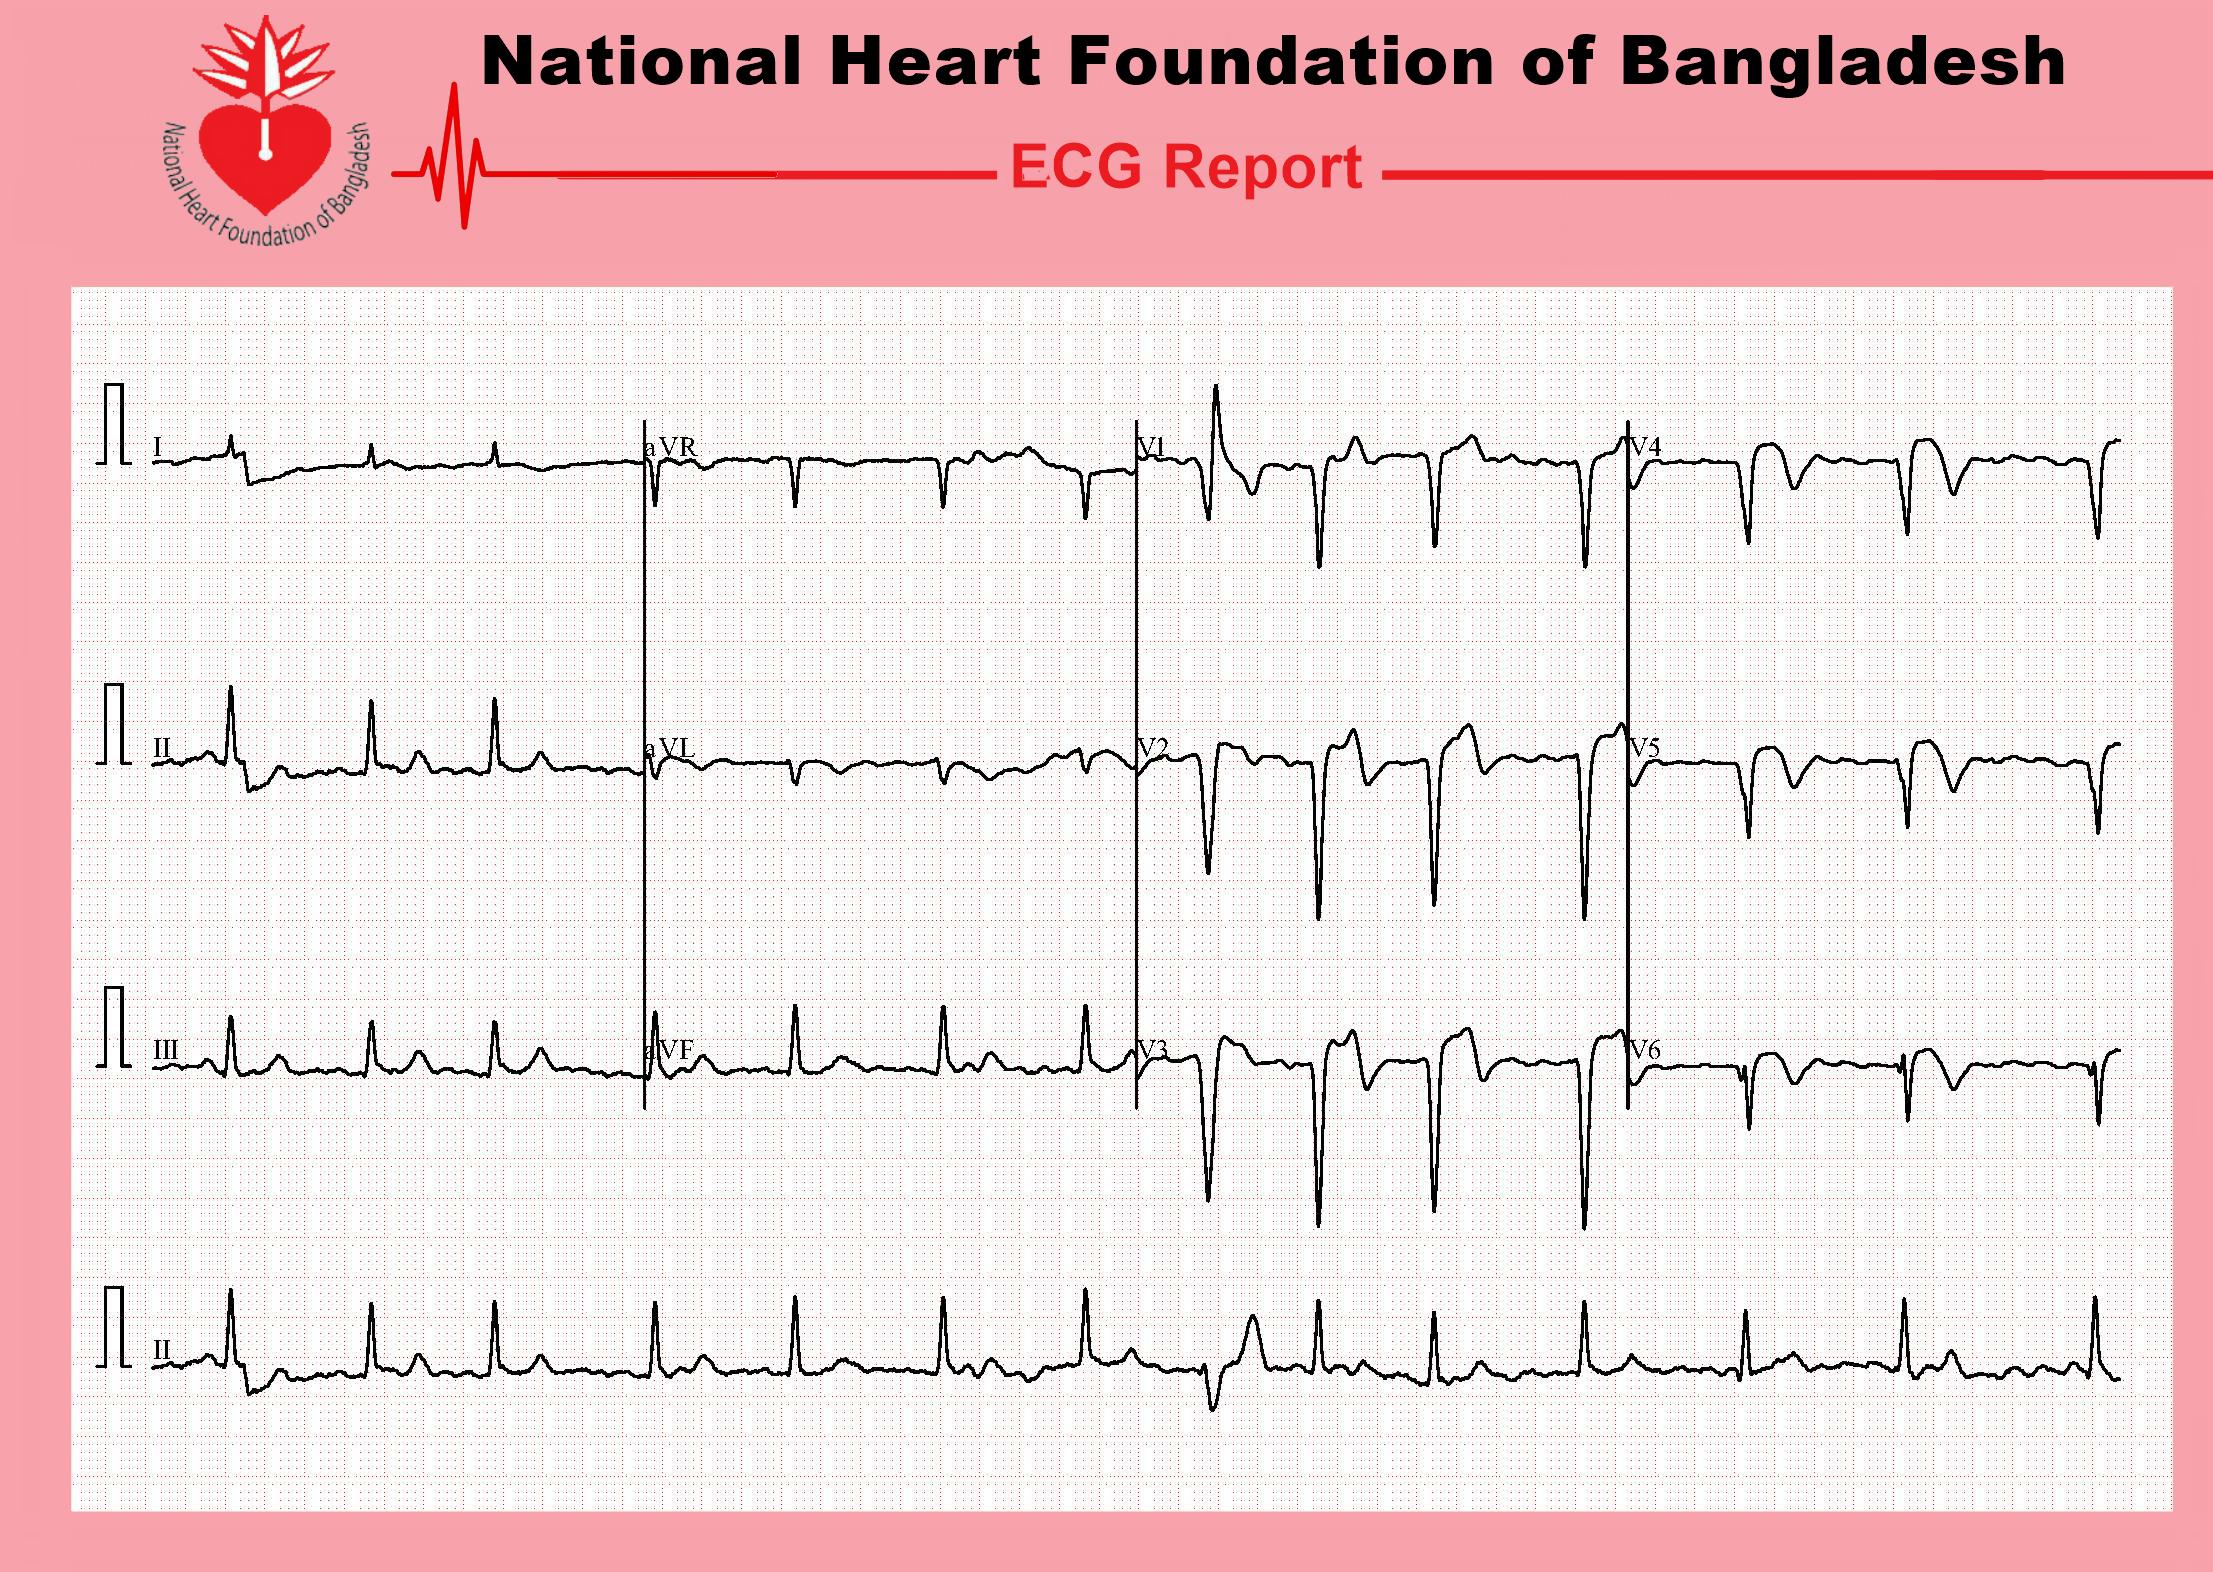 National Heart Foundation of Bangladesh
National Heart Foundation of Bangladesh
ECG Report
I
aVR
V1
V4
II
aVL
V2
V5
III
aVF
V3
V6
II